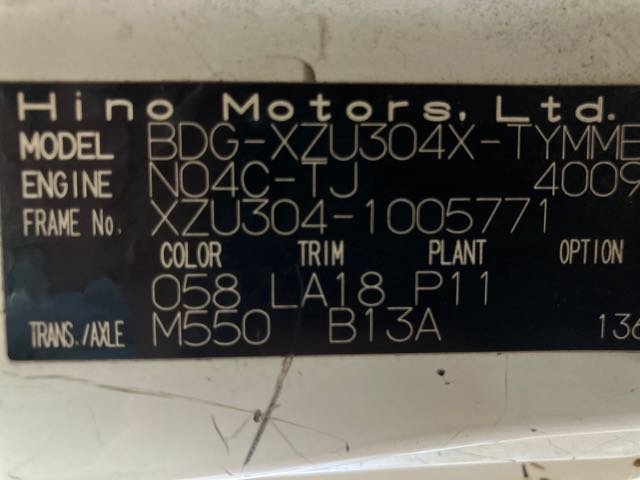 Hino Motors, Ltd.
MODEL BDG-XZU304X-TYMME
ENGINE N04C-TJ 4009
FRAME No. XZU304-1005771
COLOR TRIM PLANT OPTION
058 LA18 P11
TRANS./AXLE M550 B13A 136